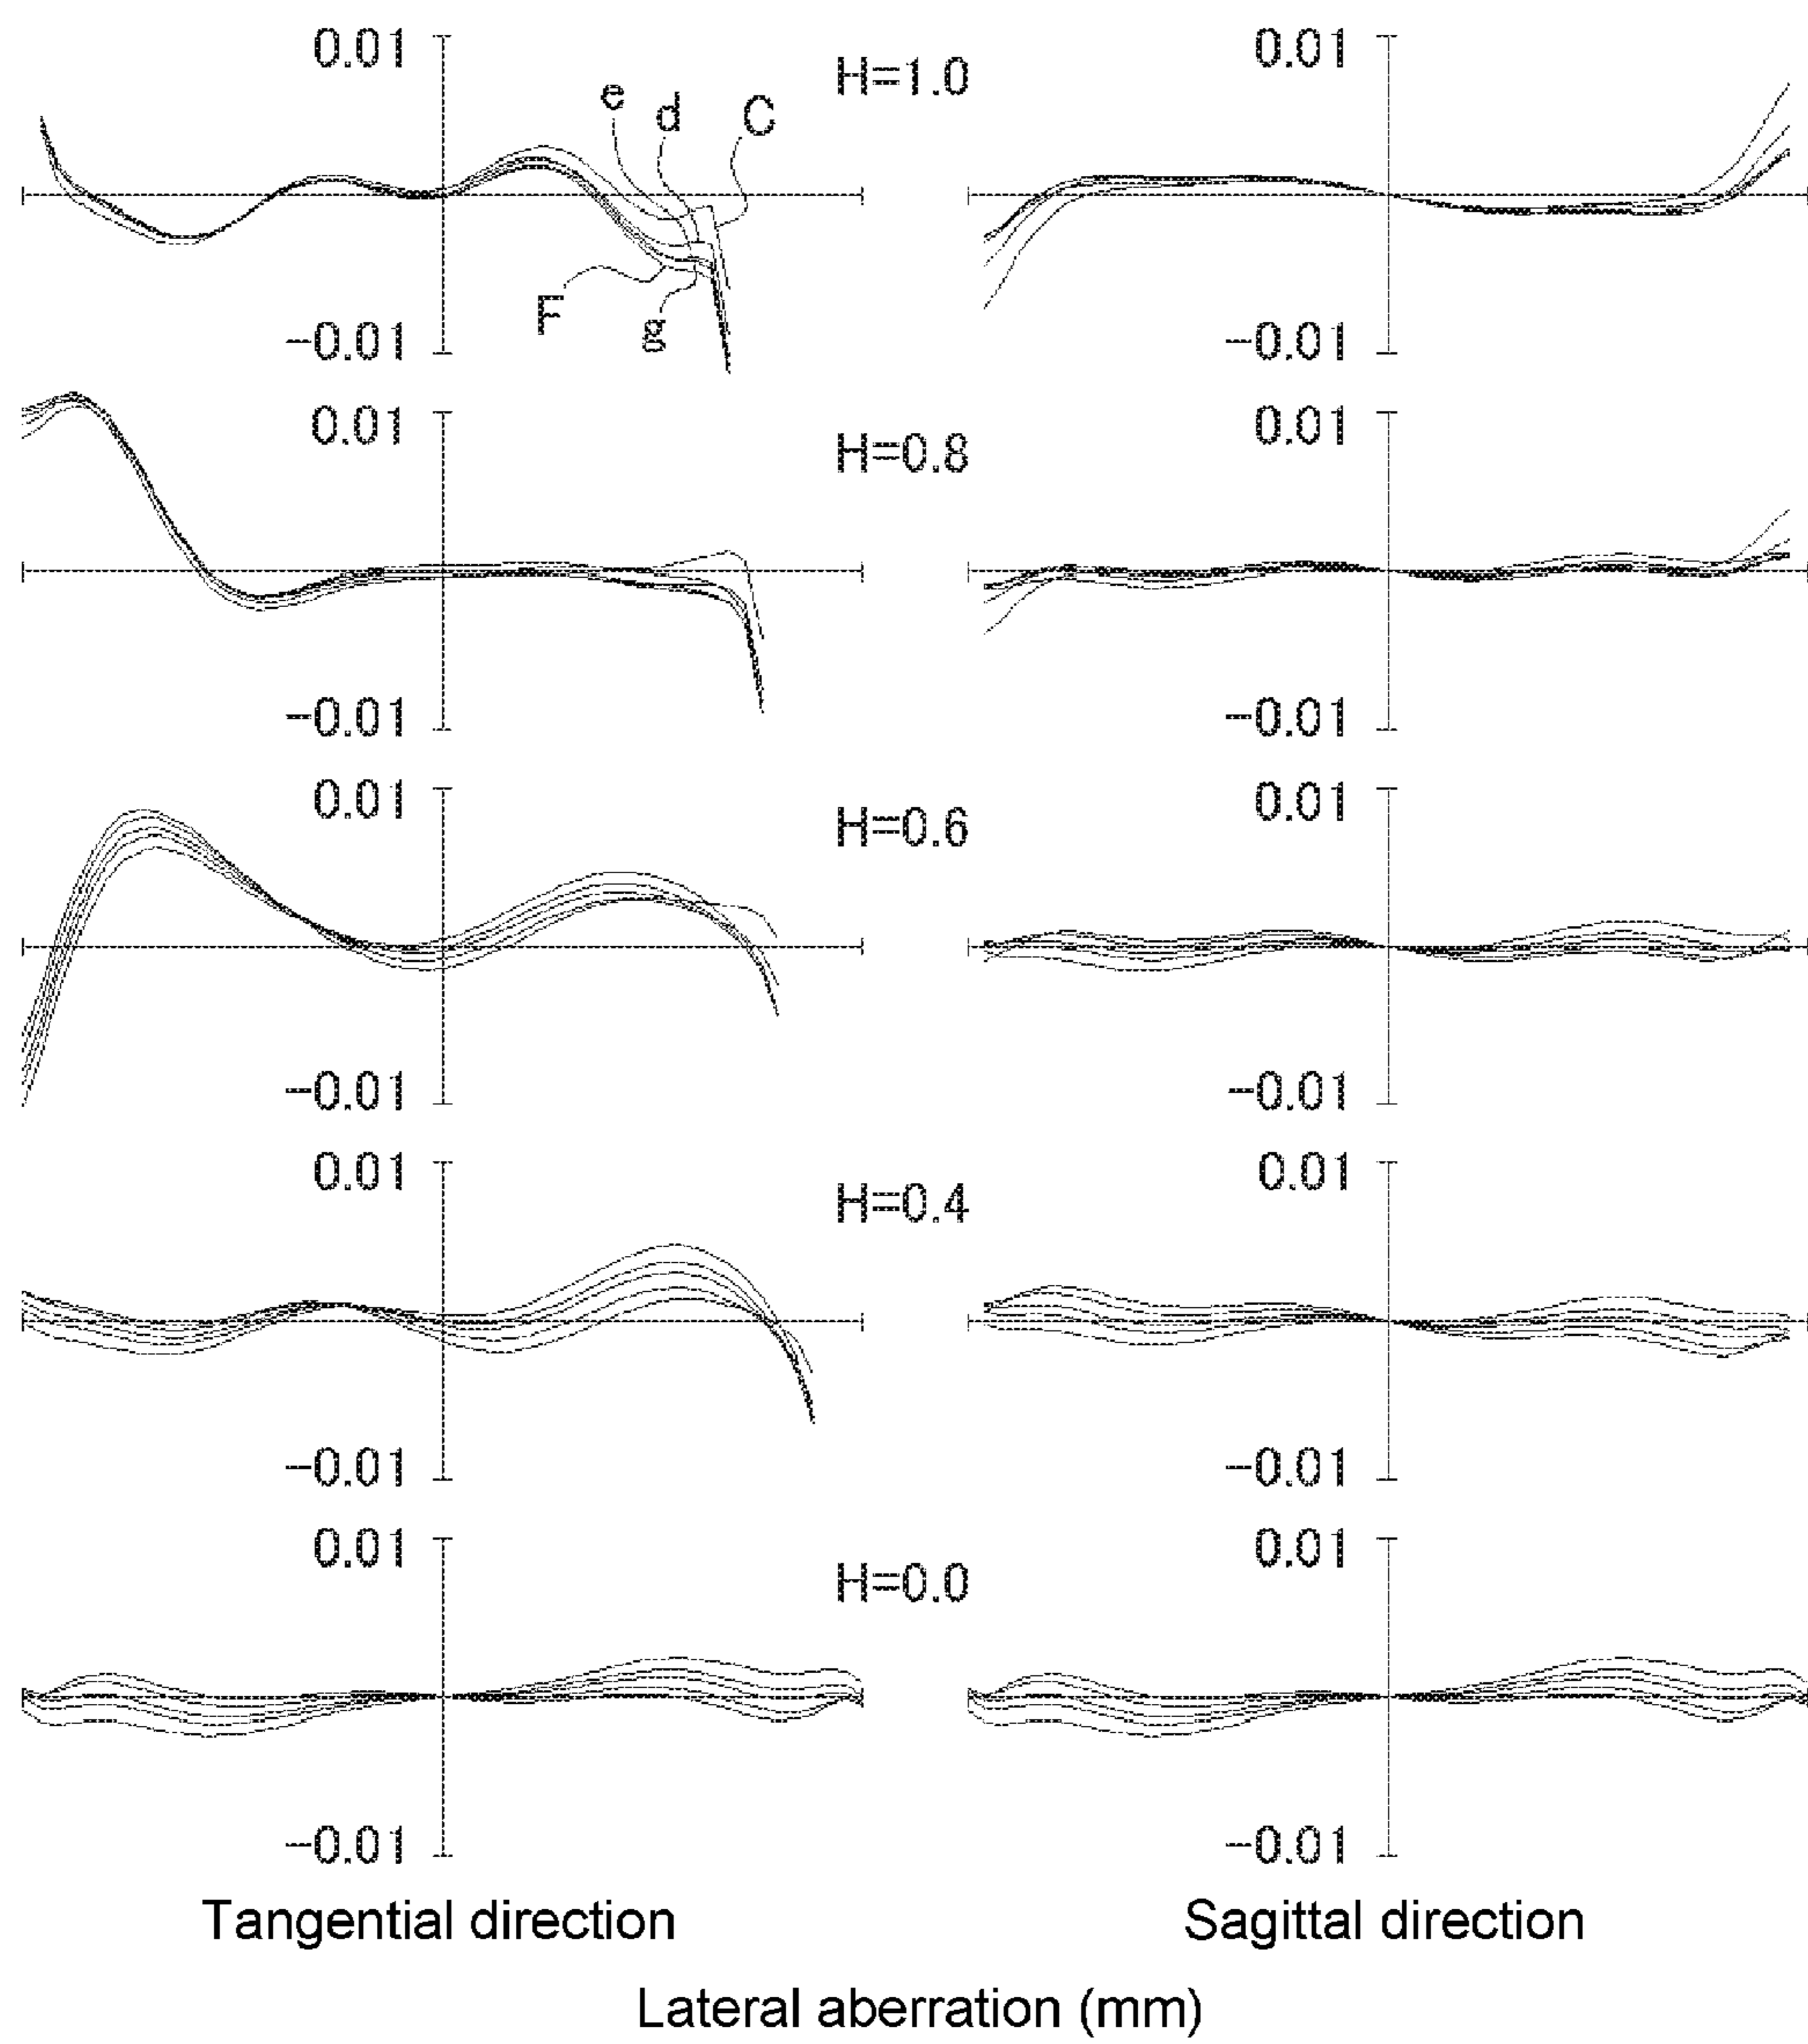 0.01 H=1.0 0.01
e d C
F g
-0.01 -0.01
0.01 H=0.8 0.01
-0.01 -0.01
0.01 H=0.6 0.01
-0.01 -0.01
0.01 H=0.4 0.01
-0.01 -0.01
0.01 H=0.0 0.01
-0.01 -0.01
Tangential direction Sagittal direction
Lateral aberration (mm)